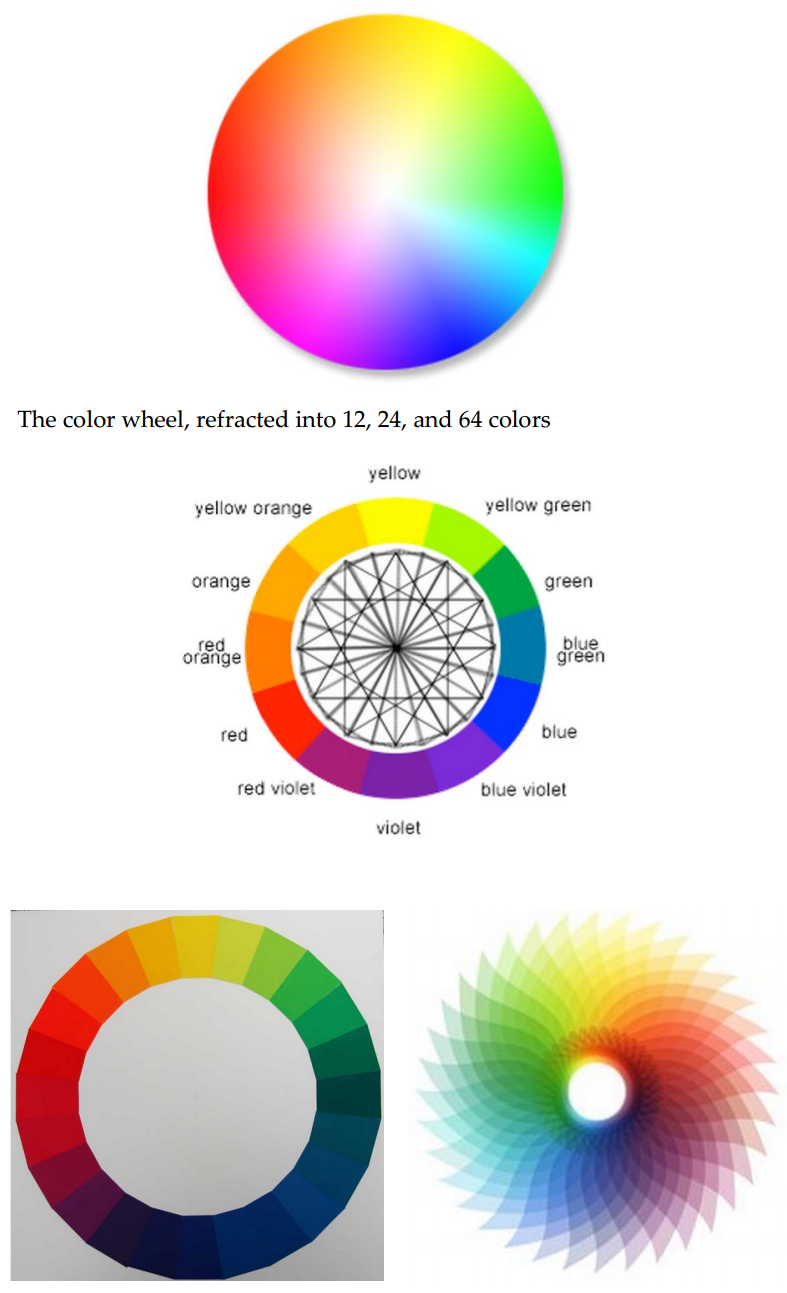 The color wheel, refracted into 12, 24, and 64 colors
yellow
yellow orange
yellow green
orange
green
red
orange
blue
green
red
blue
red violet
blue violet
violet